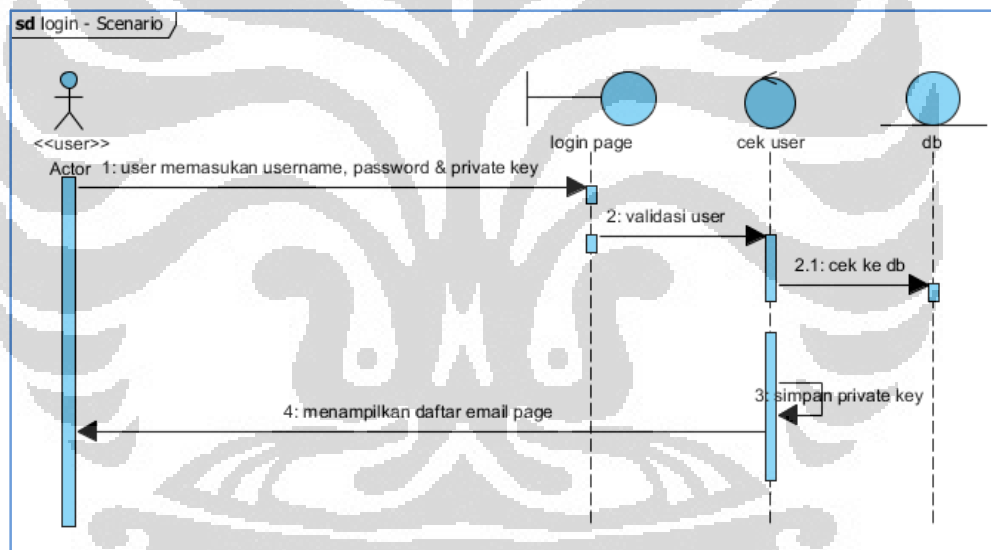 sd login - Scenario
<<user>>
Actor
login page
cek user
db
1: user memasukan username, password & private key
2: validasi user
2.1: cek ke db
3: simpan private key
4: menampilkan daftar email page